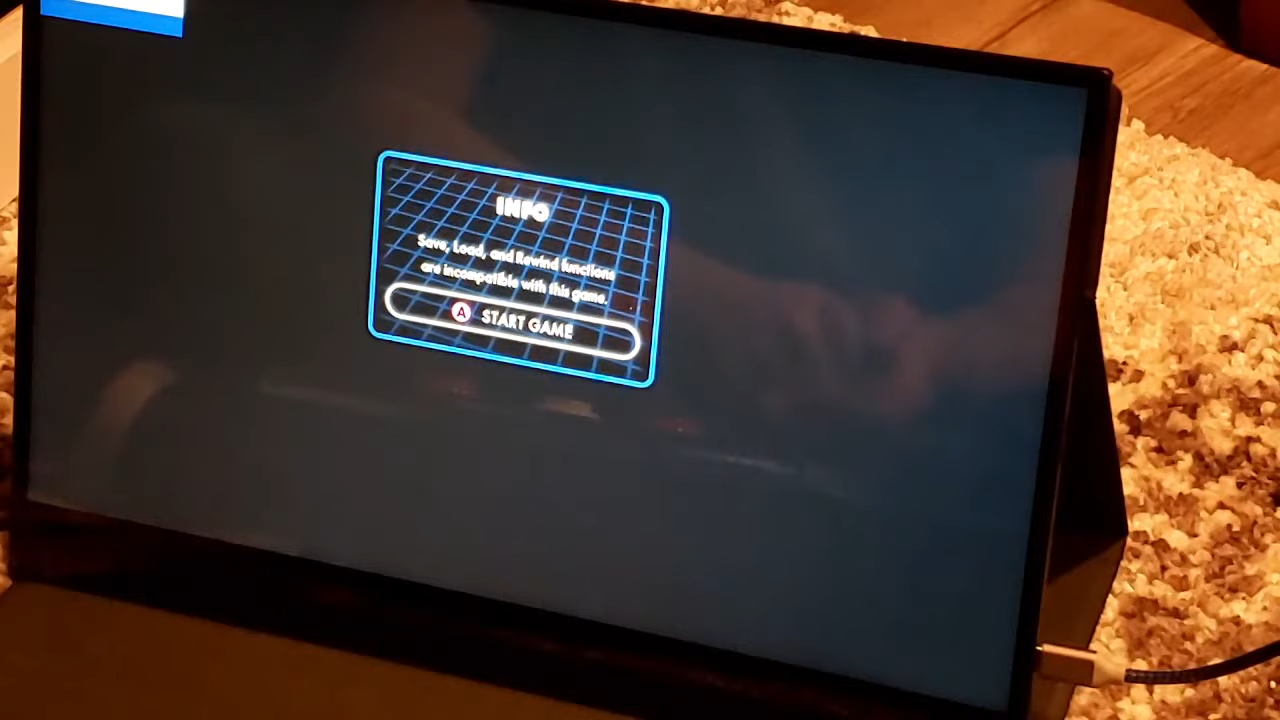 INFO
Save, Load, and Rewind functions
are incompatible with this game.
A START GAME